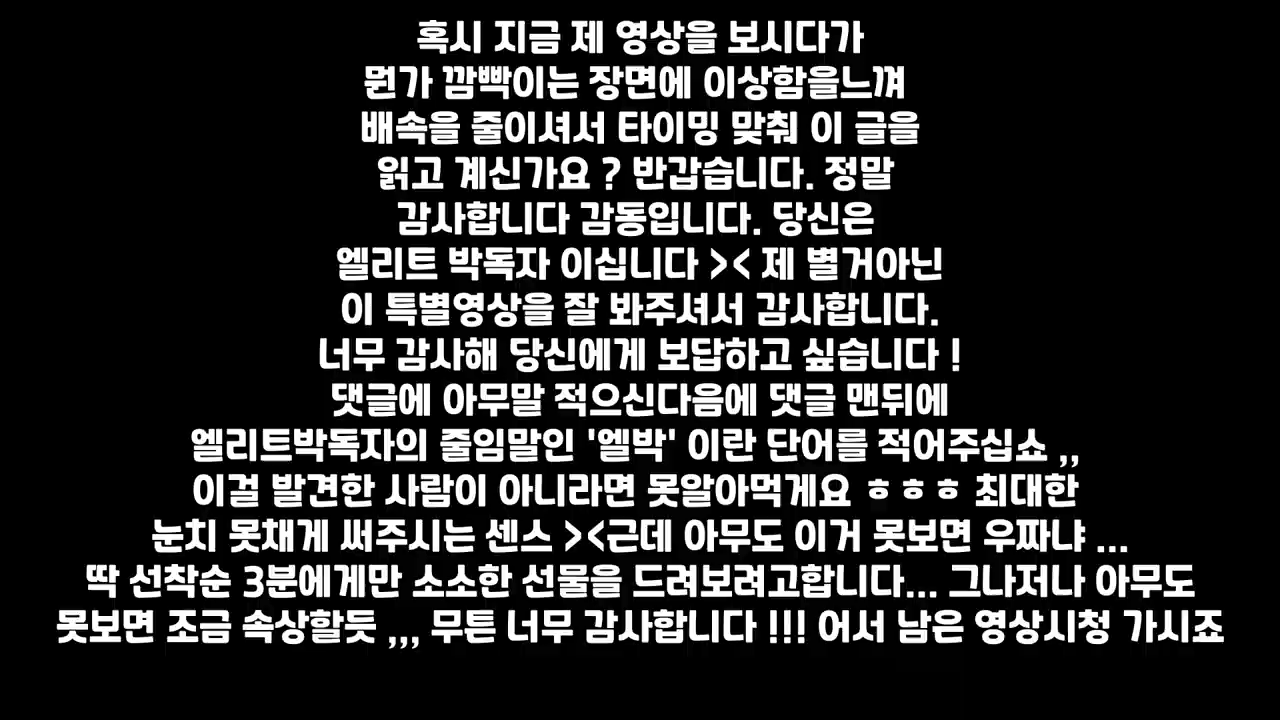 혹시 지금 제 영상을 보시다가
뭔가 깜빡이는 장면에 이상함을느껴
배속을 줄이셔서 타이밍 맞춰 이 글을
읽고 계신가요 ? 반갑습니다. 정말
감사합니다 감동입니다. 당신은
엘리트 박독자 이십니다 >< 제 별거아닌
이 특별영상을 잘 봐주셔서 감사합니다.
너무 감사해 당신에게 보답하고 싶습니다 !
댓글에 아무말 적으신다음에 댓글 맨뒤에
엘리트박독자의 줄임말인 '엘박' 이란 단어를 적어주십쇼 ,,
이걸 발견한 사람이 아니라면 못알아먹게요 ㅎㅎㅎ 최대한
눈치 못채게 써주시는 센스 ><근데 아무도 이거 못보면 우짜냐 ...
딱 선착순 3분에게만 소소한 선물을 드려보려고합니다... 그나저나 아무도
못보면 조금 속상할듯 ,,, 무튼 너무 감사합니다 !!! 어서 남은 영상시청 가시죠